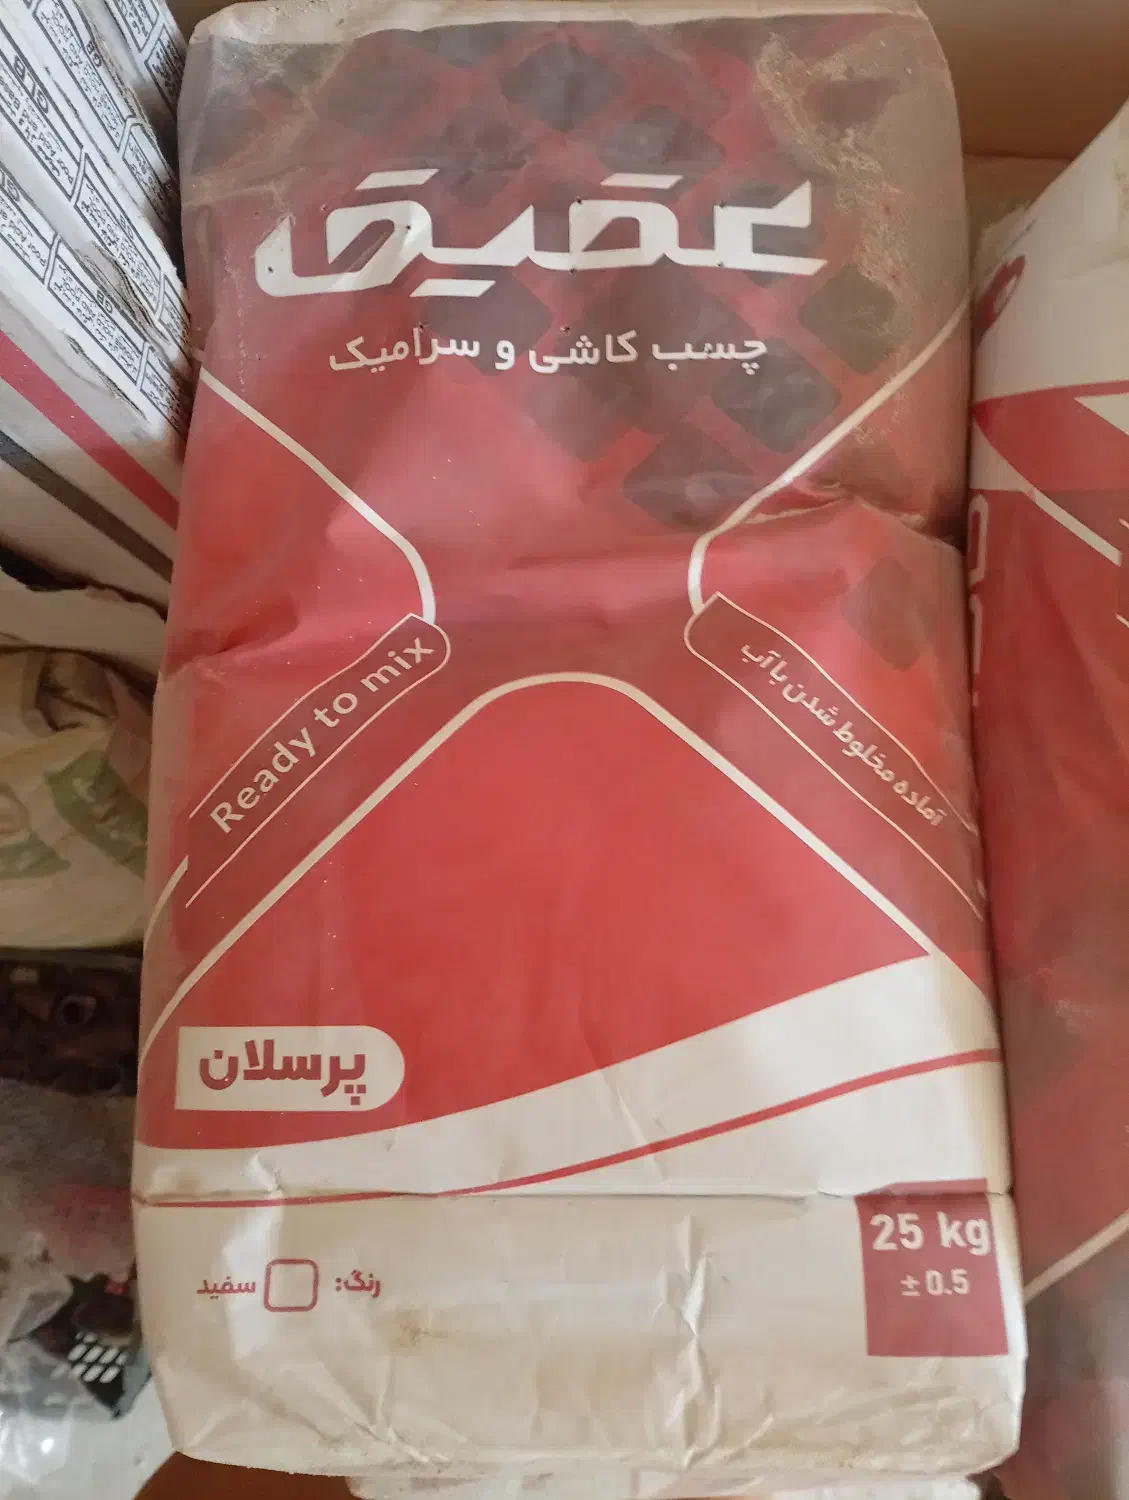 عقیق
چسب کاشی و سرامیک
Ready to mix
آماده مخلوط شدن با آب
پرسلان
25 kg
± 0.5
رنگ: سفید